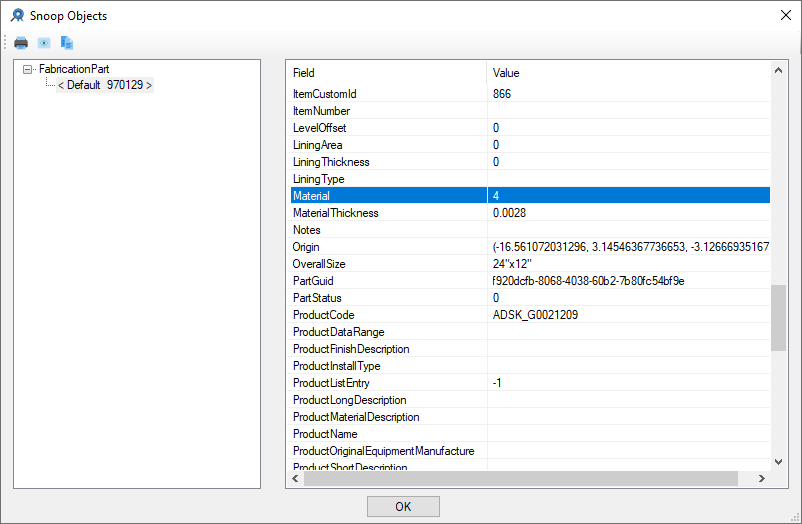 Snoop Objects
FabricationPart
< Default 970129 >
Field Value
ItemCustomId 866
ItemNumber
LevelOffset 0
LiningArea 0
LiningThickness 0
LiningType
Material 4
MaterialThickness 0.0028
Notes
Origin (-16.561072031296, 3.14546367736653, -3.12666935167
OverallSize 24"x12"
PartGuid f920dcfb-8068-4038-60b2-7b80fc54bf9e
PartStatus 0
ProductCode ADSK_G0021209
ProductDataRange
ProductFinishDescription
ProductInstallType
ProductListEntry -1
ProductLongDescription
ProductMaterialDescription
ProductName
ProductOriginalEquipmentManufacture
ProductShortDescription
OK